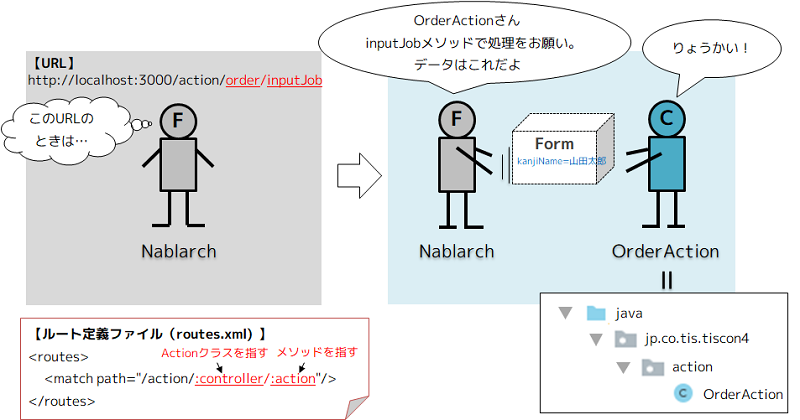 【URL】
http://localhost:3000/action/order/inputJob
このURLの
ときは…
F
Nablarch
OrderActionさん
inputJobメソッドで処理をお願い。
データはこれだよ
りょうかい！
F
Form
kanjiName=山田太郎
C
Nablarch
OrderAction
【ルート定義ファイル（routes.xml）】
<routes>
Actionクラスを指す メソッドを指す
<match path="/action/:controller/:action"/>
</routes>
java
jp.co.tis.tiscon4
action
C OrderAction